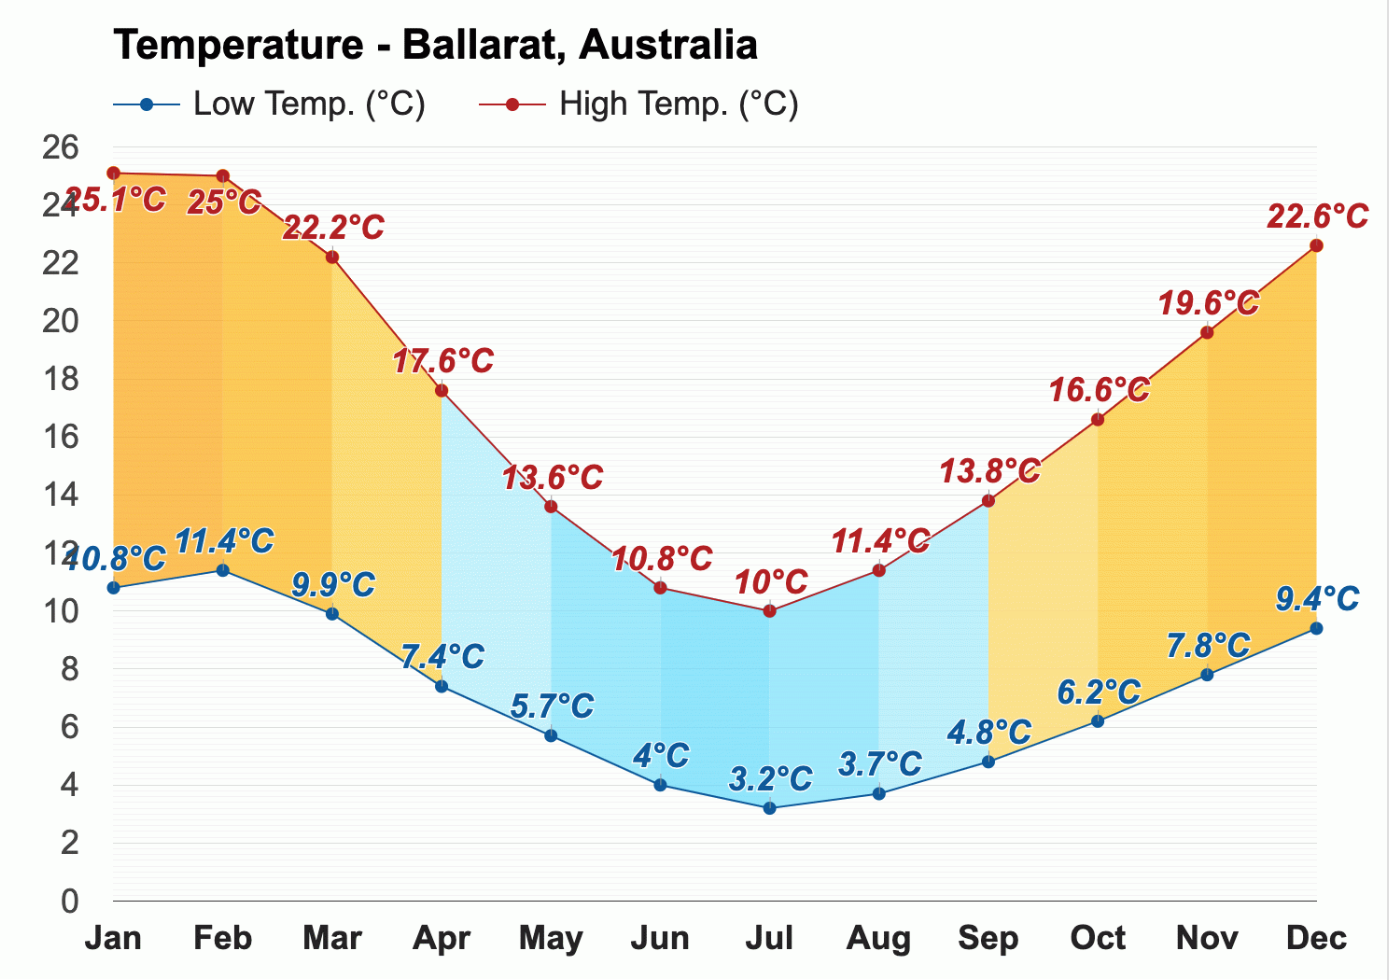 Temperature - Ballarat, Australia
Low Temp. (°C) High Temp. (°C)
26
25.1°C 25°C
24
22.2°C 22.6°C
22
19.6°C
20
17.6°C
18
16.6°C
16
13.6°C 13.8°C
14
10.8°C 11.4°C 10.8°C 10°C 11.4°C
12
9.9°C 9.4°C
10
7.4°C 7.8°C
8
5.7°C 6.2°C
6
4°C 3.2°C 3.7°C 4.8°C
4
2
0
Jan Feb Mar Apr May Jun Jul Aug Sep Oct Nov Dec